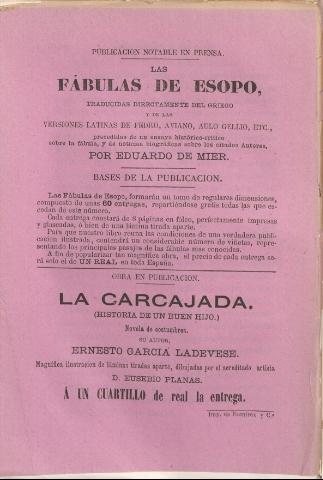 PUBLICACION NOTABLE EN PRENSA.
LAS
FÁBULAS DE ESOPO,
TRADUCIDAS DIRECTAMENTE DEL GRIEGO
Y DE LAS
VERSIONES LATINAS DE FEDRO, AVIANO, AULO GELLIO, ETC.,
precedidas de un ensayo histórico-crítico
sobre la fábula, y de noticias biográficas sobre los citados Autores,
POR EDUARDO DE MIER.
BASES DE LA PUBLICACION.
Las Fábulas de Esopo, formarán un tomo de regulares dimensiones,
compuesto de unas 60 entregas, repartiéndose grátis todas las que es-
cedan de este número.
Cada entrega constará de 8 páginas en fólio, perfectamente impresas
y glaseadas, ó bien de una lámina tirada aparte.
Para que nuestro libro reuna las condiciones de una verdadera publi-
cacion ilustrada, contendrá un considerable número de viñetas, repre-
sentando los principales pasajes de las fábulas mas conocidas.
A fin de popularizar tan magnífica obra, el precio de cada entrega se-
rá solo el de UN REAL en toda España.
OBRA EN PUBLICACION.
LA CARCAJADA.
(HISTORIA DE UN BUEN HIJO.)
Novela de costumbres.
SU AUTOR,
ERNESTO GARCIA LADEVESE.
Magnífica ilustracion de láminas tiradas aparte, dibujadas por el acreditado artista
D. EUSEBIO PLANAS.
Á UN CUARTILLO de real la entrega.
Imp. de Ramirez y C.ª